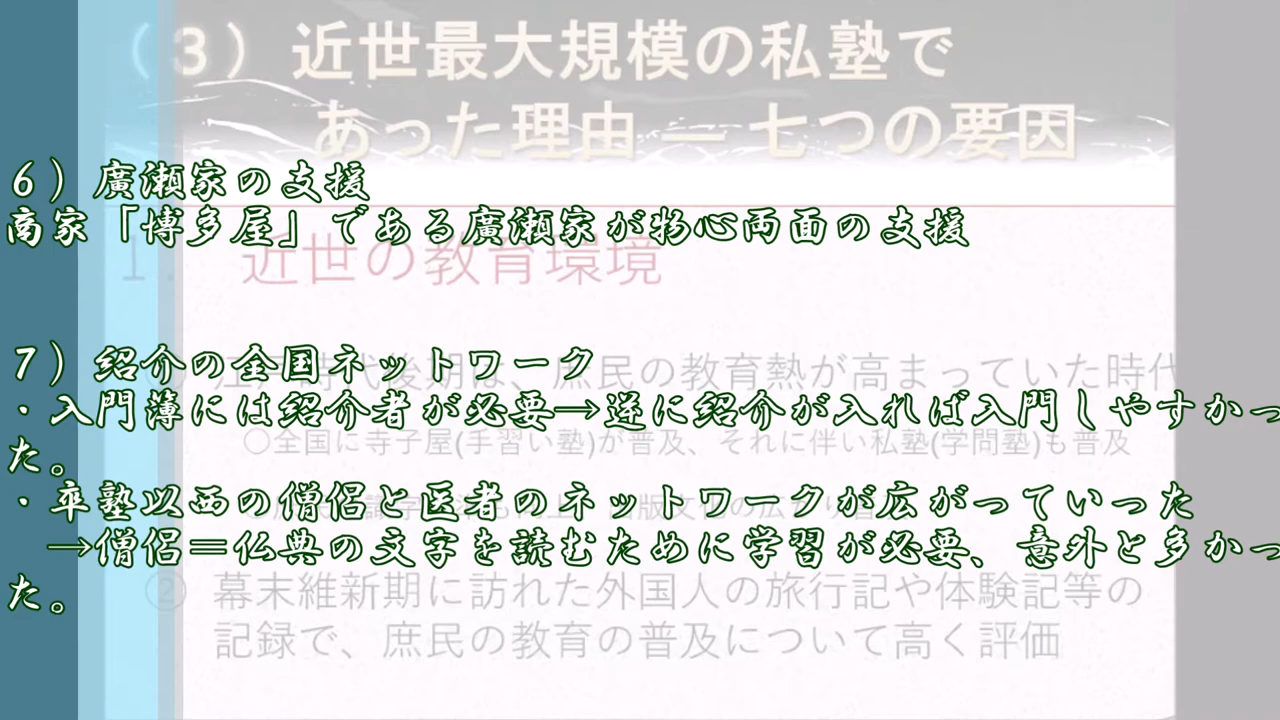 （３）近世最大規模の私塾で
あった理由 ― 七つの要因
６）廣瀬家の支援
商家「博多屋」である廣瀬家が物心両面の支援
１． 近世の教育環境
７）紹介の全国ネットワーク
江戸時代後期は、庶民の教育熱が高まっていた時代
・入門簿には紹介者が必要→逆に紹介が入れば入門しやすかっ
○全国に寺子屋(手習い塾)が普及、それに伴い私塾(学問塾)も普及
た。
・卒塾以西の僧侶と医者のネットワークが広がっていった
→僧侶＝仏典の文字を読むために学習が必要、意外と多かっ
た。
② 幕末維新期に訪れた外国人の旅行記や体験記等の
記録で、庶民の教育の普及について高く評価